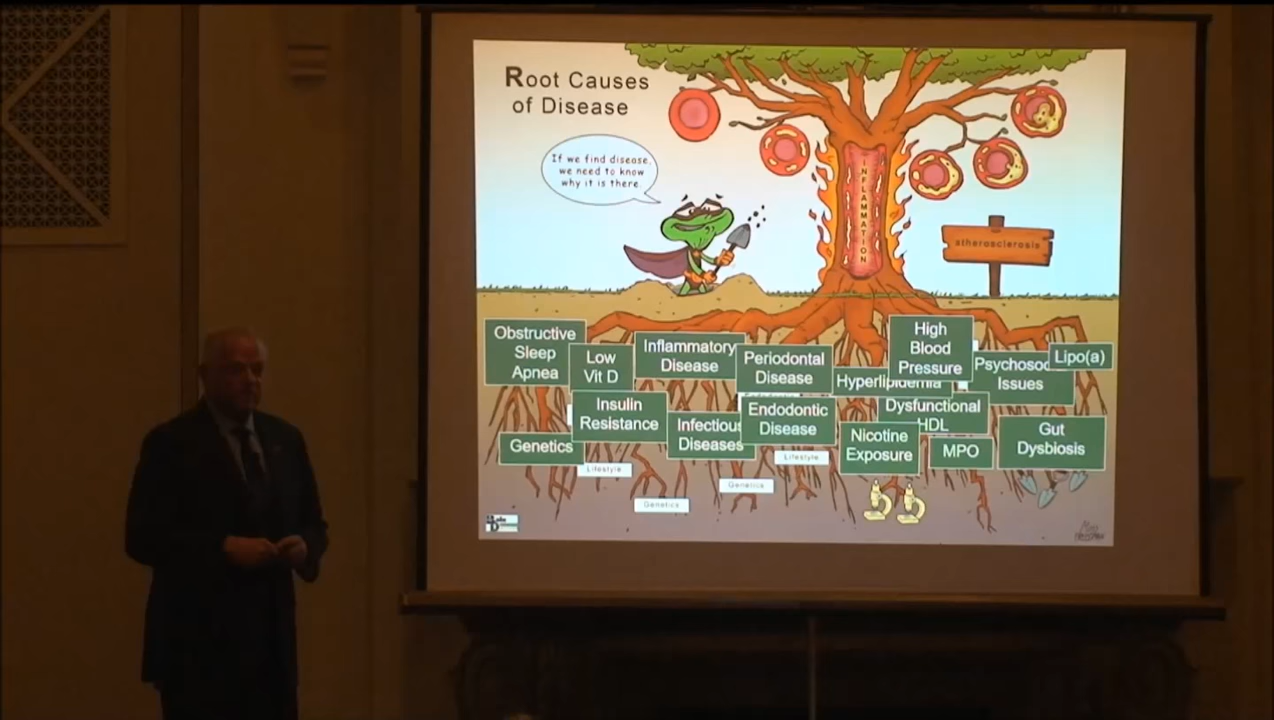 Root Causes
of Disease
If we find disease,
we need to know
why it is there.
INFLAMMATION
atherosclerosis
Obstructive
Sleep
Apnea
Low
Vit D
Inflammatory
Disease
Periodontal
Disease
High
Blood
Pressure
Hyperlipidemia
Psychosoc
Issues
Lipo(a)
Insulin
Resistance
Genetics
Infectious
Diseases
Endodontic
Disease
Nicotine
Exposure
Dysfunctional
HDL
MPO
Gut
Dysbiosis
Lifestyle
Lifestyle
Genetics
Genetics